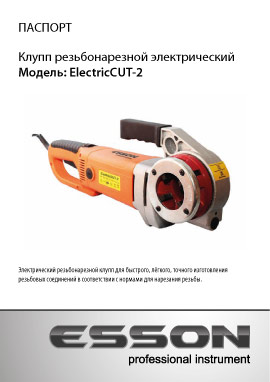 ПАСПОРТ
Клупп резьбонарезной электрический
Модель: ElectricCUT-2
ESSON
Электрический резьбонарезной клупп для быстрого, лёгкого, точного изготовления
резьбовых соединений в соответствии с нормами для нарезания резьбы.
ESSON
professional instrument